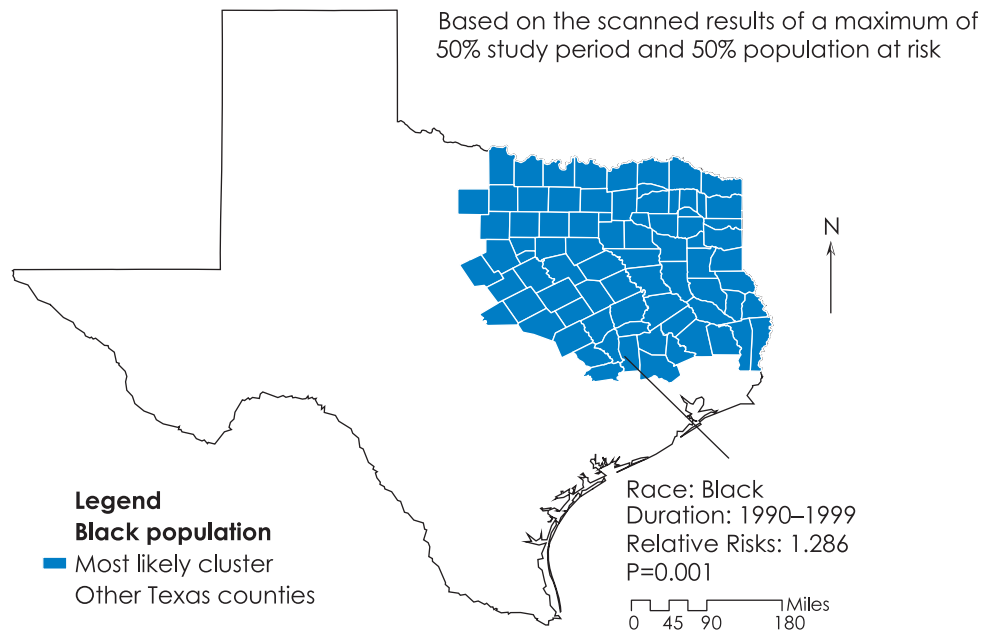 Based on the scanned results of a maximum of
50% study period and 50% population at risk
N
Legend
Black population
Most likely cluster
Other Texas counties
Race: Black
Duration: 1990–1999
Relative Risks: 1.286
P=0.001
Miles
0 45 90 180